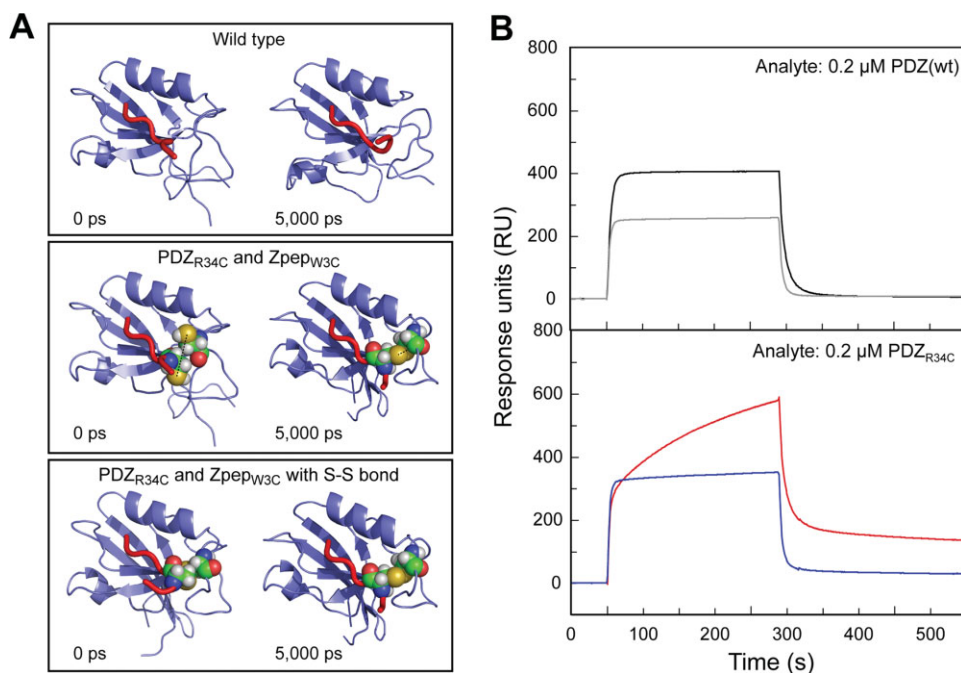 A
Wild type
0 ps
5,000 ps
PDZR34C and ZpepW3C
0 ps
5,000 ps
PDZR34C and ZpepW3C with S-S bond
0 ps
5,000 ps
B
800
Analyte: 0.2 µM PDZ(wt)
600
400
200
0
800
Analyte: 0.2 µM PDZR34C
600
400
200
0
Response units (RU)
0
100
200
300
400
500
Time (s)